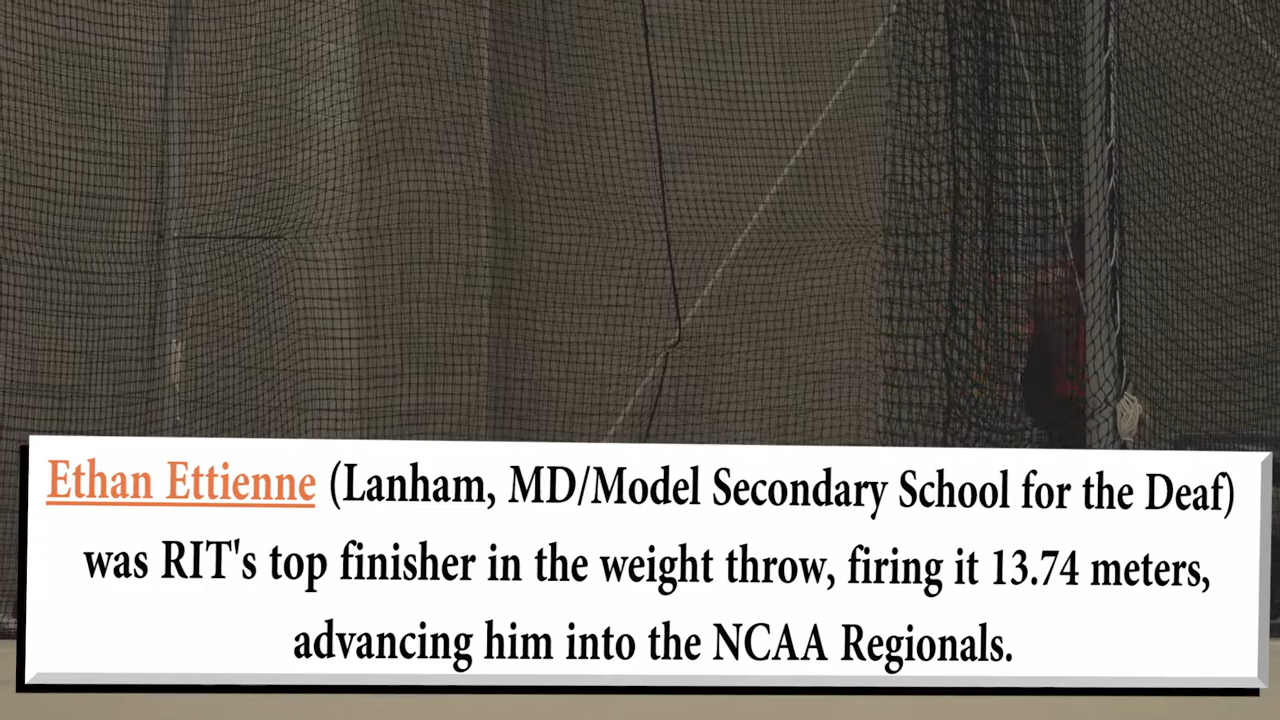 Ethan Ettienne (Lanham, MD/Model Secondary School for the Deaf)
was RIT's top finisher in the weight throw, firing it 13.74 meters,
advancing him into the NCAA Regionals.